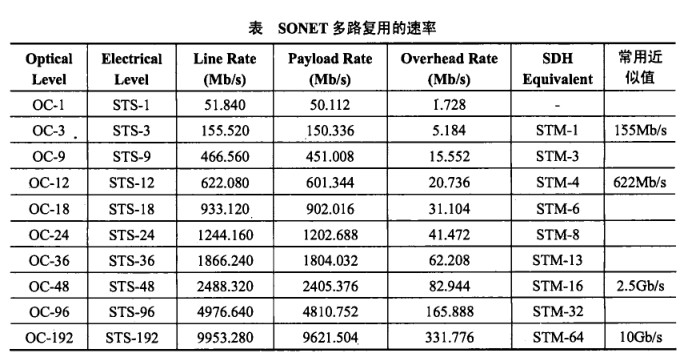 表 SONET 多路复用的速率
Optical Level Electrical Level Line Rate (Mb/s) Payload Rate (Mb/s) Overhead Rate (Mb/s) SDH Equivalent 常用近似值
OC-1 STS-1 51.840 50.112 1.728 -
OC-3 STS-3 155.520 150.336 5.184 STM-1 155Mb/s
OC-9 STS-9 466.560 451.008 15.552 STM-3
OC-12 STS-12 622.080 601.344 20.736 STM-4 622Mb/s
OC-18 STS-18 933.120 902.016 31.104 STM-6
OC-24 STS-24 1244.160 1202.688 41.472 STM-8
OC-36 STS-36 1866.240 1804.032 62.208 STM-13
OC-48 STS-48 2488.320 2405.376 82.944 STM-16 2.5Gb/s
OC-96 STS-96 4976.640 4810.752 165.888 STM-32
OC-192 STS-192 9953.280 9621.504 331.776 STM-64 10Gb/s